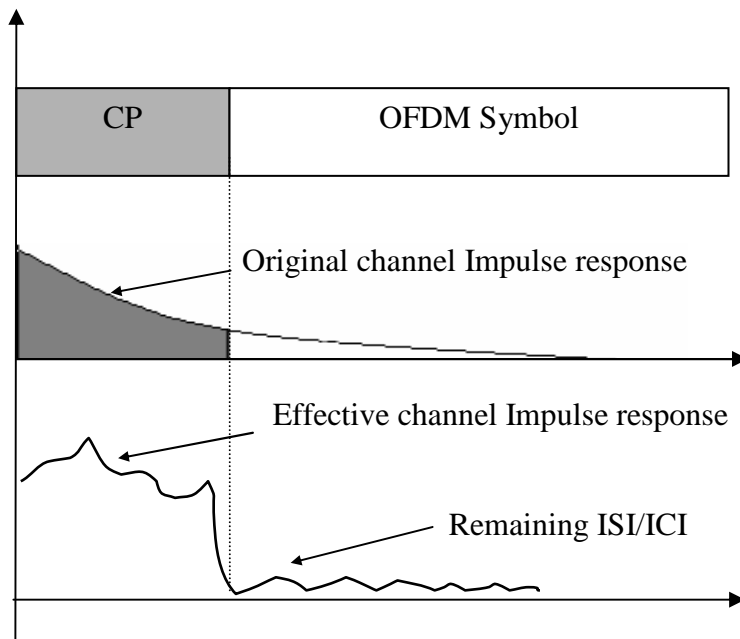 CP
OFDM Symbol
Original channel Impulse response
Effective channel Impulse response
Remaining ISI/ICI